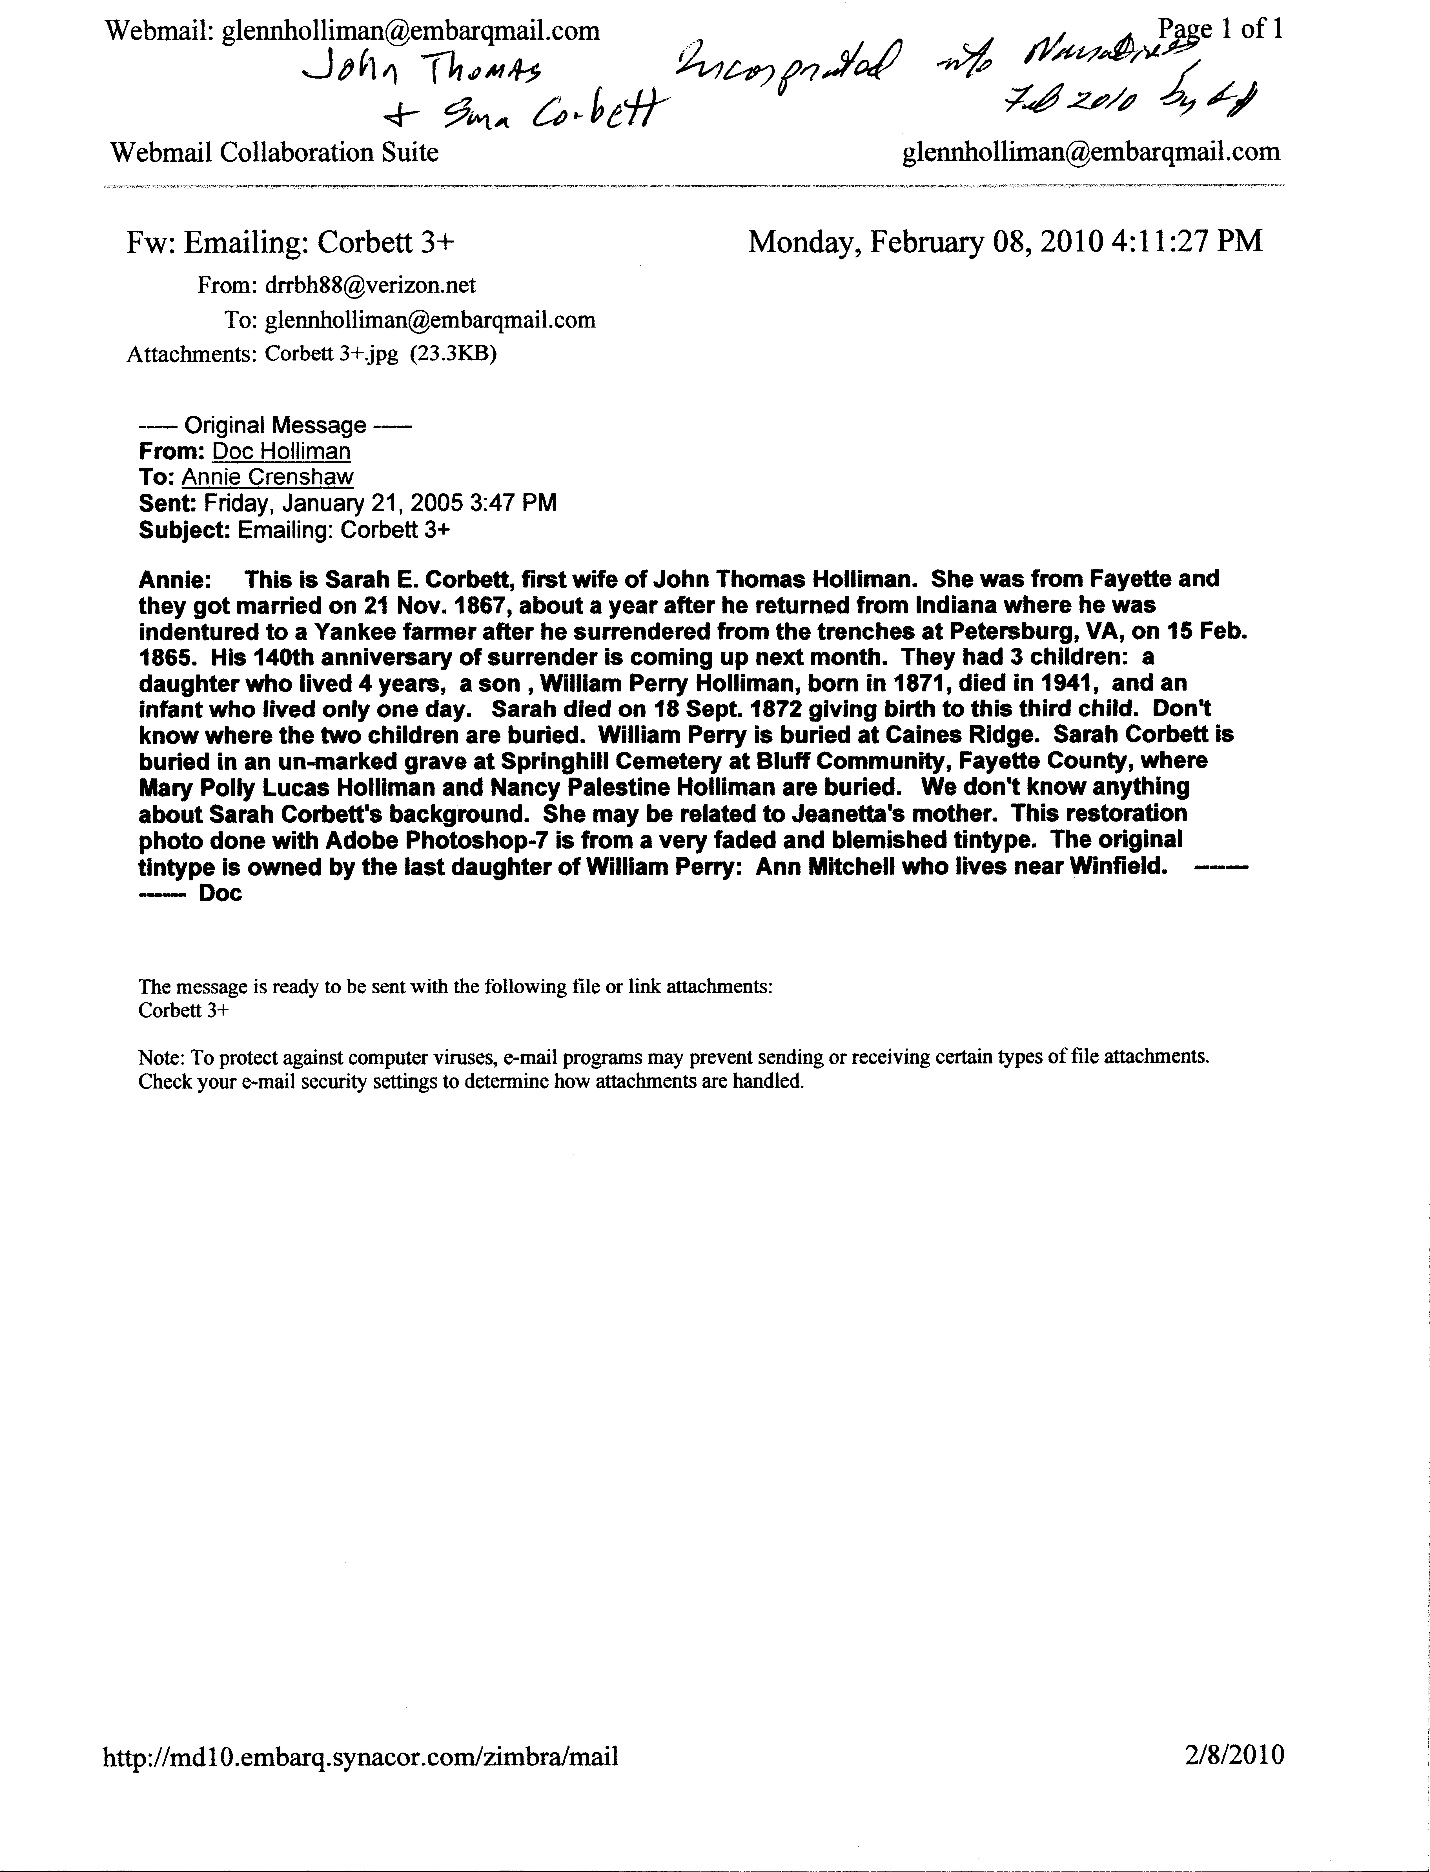 Webmail: glennholliman@embarqmail.com Page 1 of 1
John Thomas Incorporated into Narratives
+ Corbett Feb 2010 by
Webmail Collaboration Suite glennholliman@embarqmail.com
Fw: Emailing: Corbett 3+ Monday, February 08, 2010 4:11:27 PM
From: drrbh88@verizon.net
To: glennholliman@embarqmail.com
Attachments: Corbett 3+.jpg (23.3KB)
----- Original Message -----
From: Doc Holliman
To: Annie Crenshaw
Sent: Friday, January 21, 2005 3:47 PM
Subject: Emailing: Corbett 3+
Annie: This is Sarah E. Corbett, first wife of John Thomas Holliman. She was from Fayette and
they got married on 21 Nov. 1867, about a year after he returned from Indiana where he was
indentured to a Yankee farmer after he surrendered from the trenches at Petersburg, VA, on 15 Feb.
1865. His 140th anniversary of surrender is coming up next month. They had 3 children: a
daughter who lived 4 years, a son , William Perry Holliman, born in 1871, died in 1941, and an
infant who lived only one day. Sarah died on 18 Sept. 1872 giving birth to this third child. Don't
know where the two children are buried. William Perry is buried at Caines Ridge. Sarah Corbett is
buried in an un-marked grave at Springhill Cemetery at Bluff Community, Fayette County, where
Mary Polly Lucas Holliman and Nancy Palestine Holliman are buried. We don't know anything
about Sarah Corbett's background. She may be related to Jeanetta's mother. This restoration
photo done with Adobe Photoshop-7 is from a very faded and blemished tintype. The original
tintype is owned by the last daughter of William Perry: Ann Mitchell who lives near Winfield. -----
------ Doc
The message is ready to be sent with the following file or link attachments:
Corbett 3+
Note: To protect against computer viruses, e-mail programs may prevent sending or receiving certain types of file attachments.
Check your e-mail security settings to determine how attachments are handled.
http://md10.embarq.synacor.com/zimbra/mail 2/8/2010